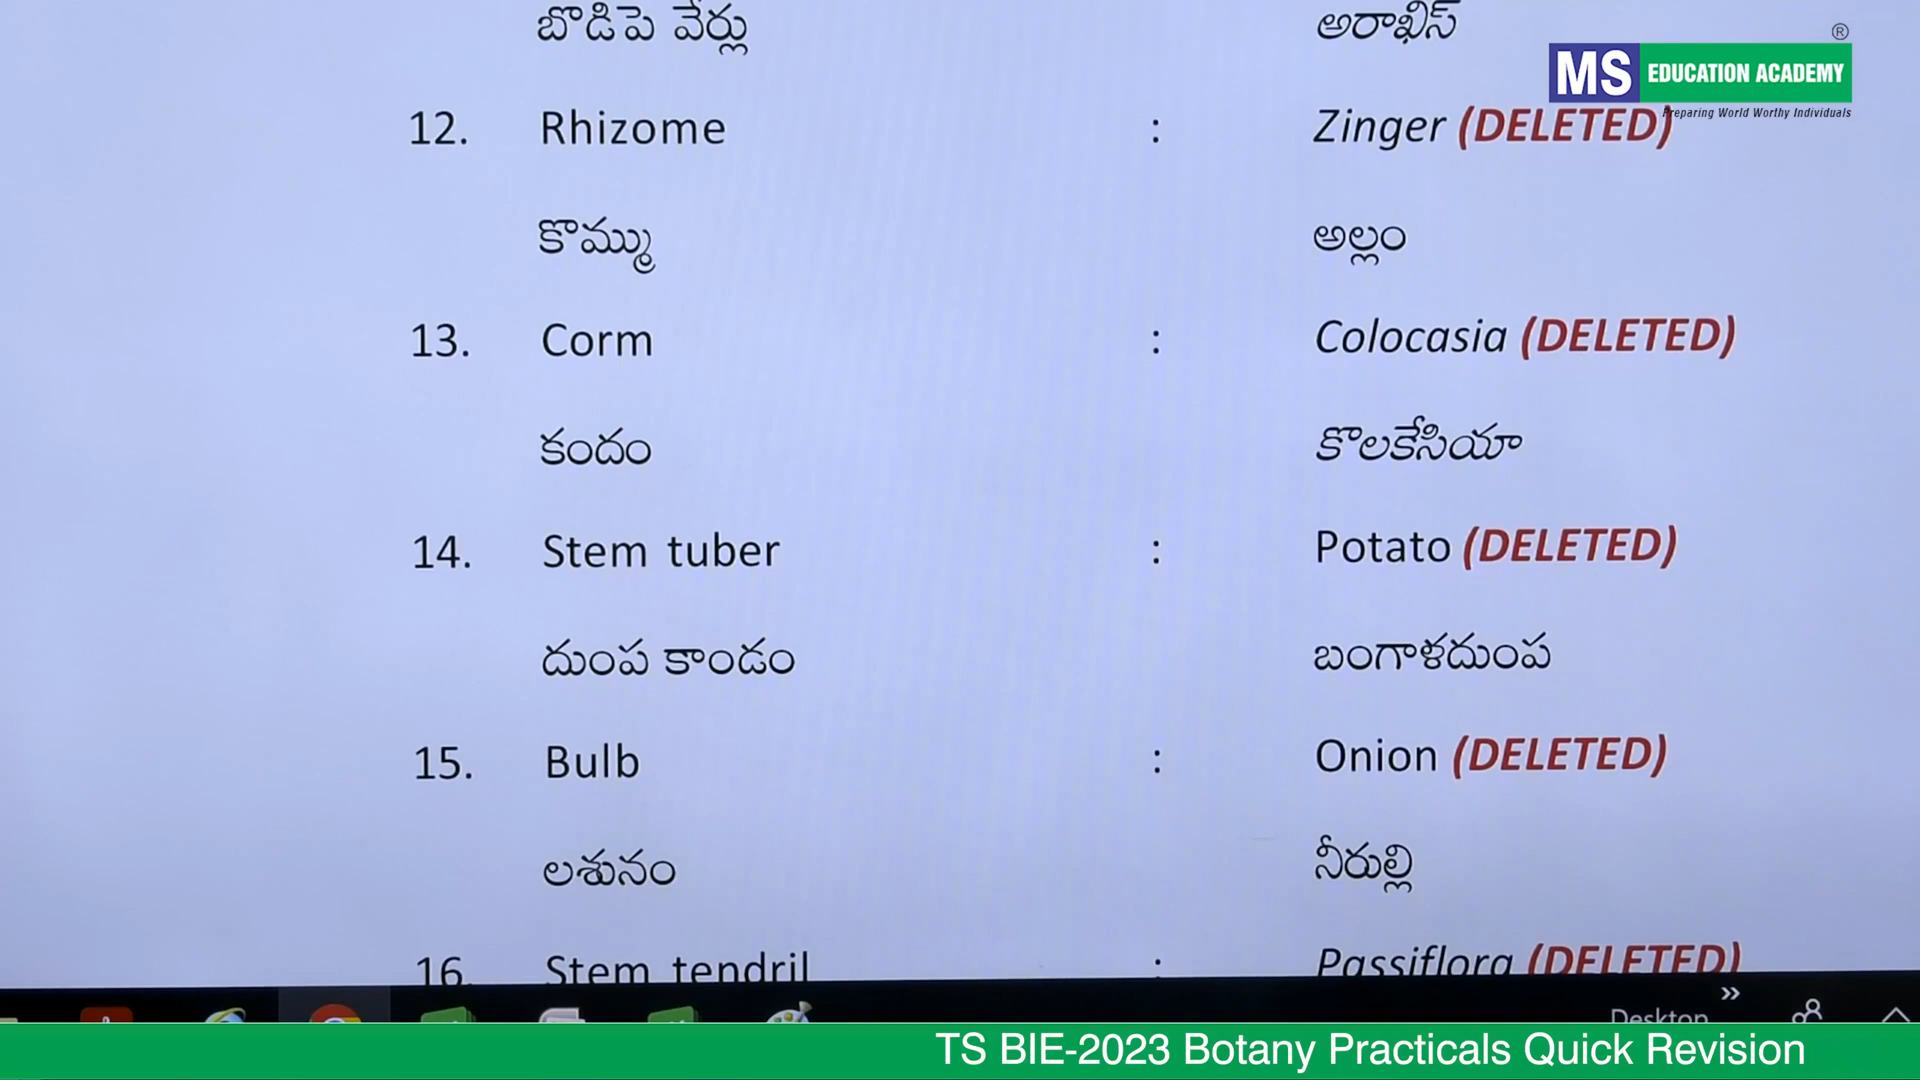 బొడిపె వేర్లు అరాఖిస్
®
MS EDUCATION ACADEMY
Preparing World Worthy Individuals
12. Rhizome : Zinger (DELETED)
కొమ్ము అల్లం
13. Corm : Colocasia (DELETED)
కందం కొలకేసియా
14. Stem tuber : Potato (DELETED)
దుంప కాండం బంగాళదుంప
15. Bulb : Onion (DELETED)
లశునం నీరుల్లి
16. Stem tendril : Passiflora (DELETED)
Desktop
TS BIE-2023 Botany Practicals Quick Revision